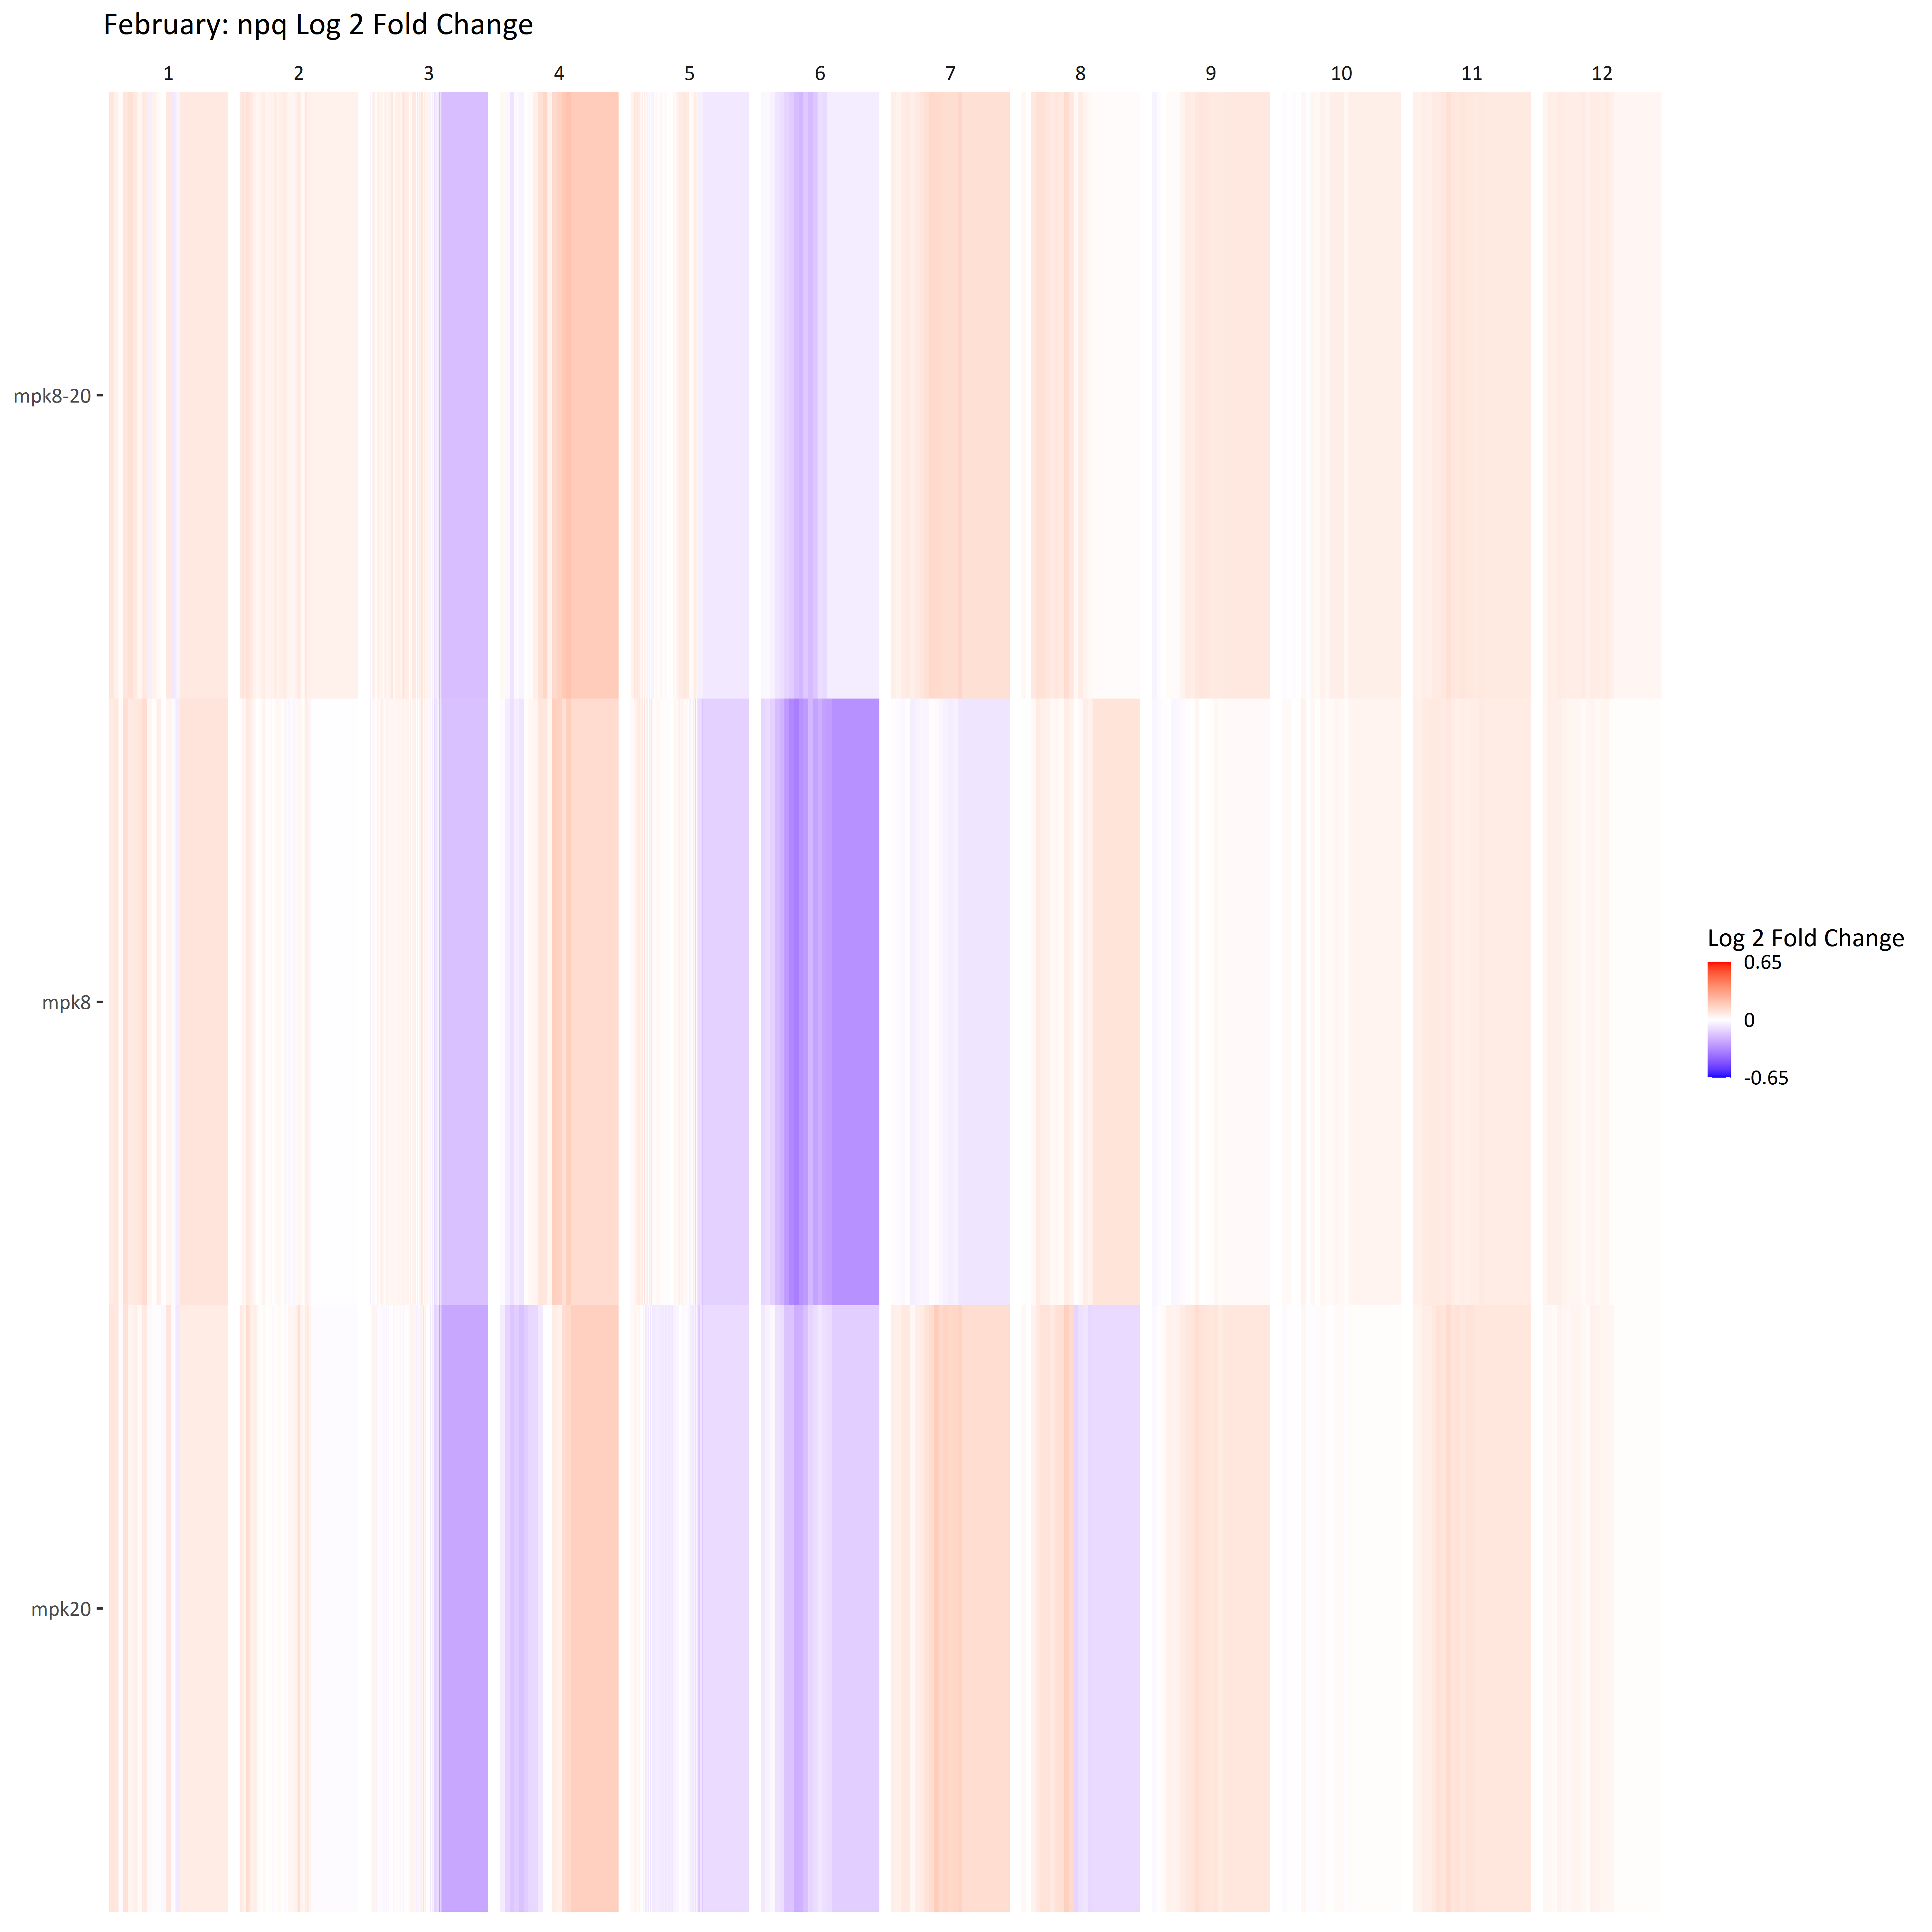 February: npq Log 2 Fold Change
1 2 3 4 5 6 7 8 9 10 11 12
mpk8-20
mpk8
mpk20
Log 2 Fold Change
0.65
0
-0.65